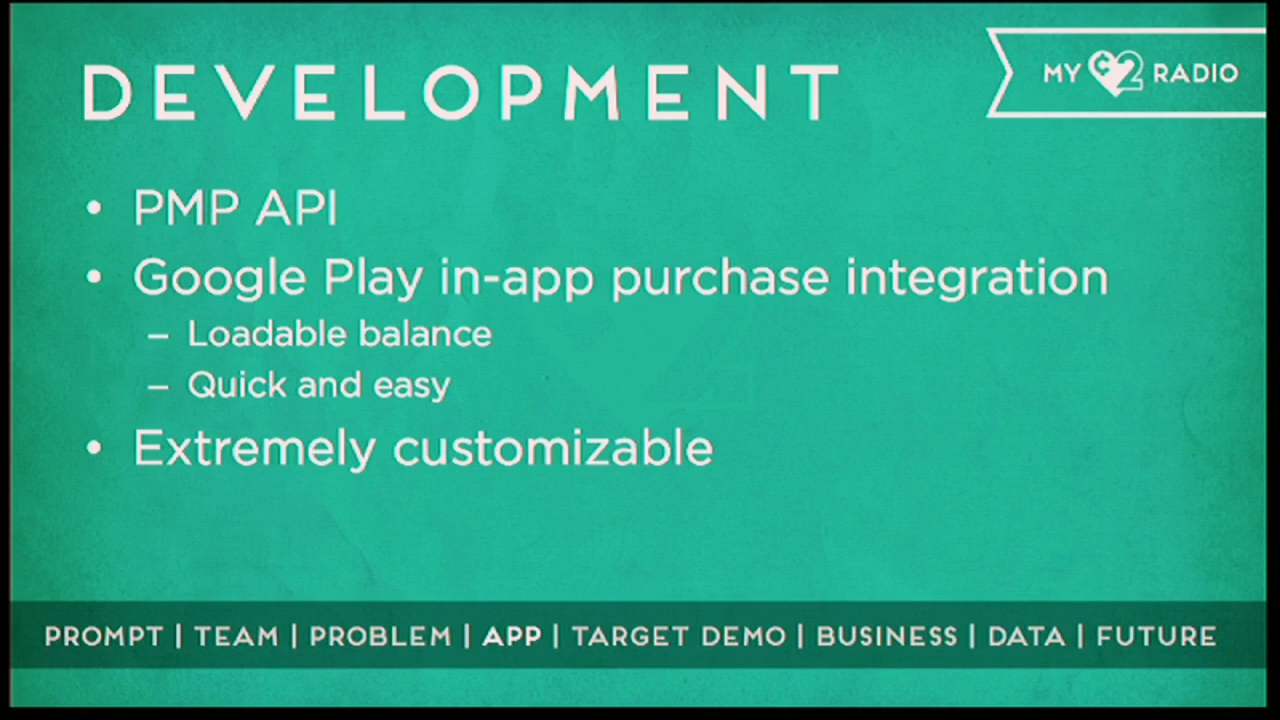 DEVELOPMENT
MY ¢2 RADIO
• PMP API
• Google Play in-app purchase integration
– Loadable balance
– Quick and easy
• Extremely customizable
PROMPT | TEAM | PROBLEM | APP | TARGET DEMO | BUSINESS | DATA | FUTURE